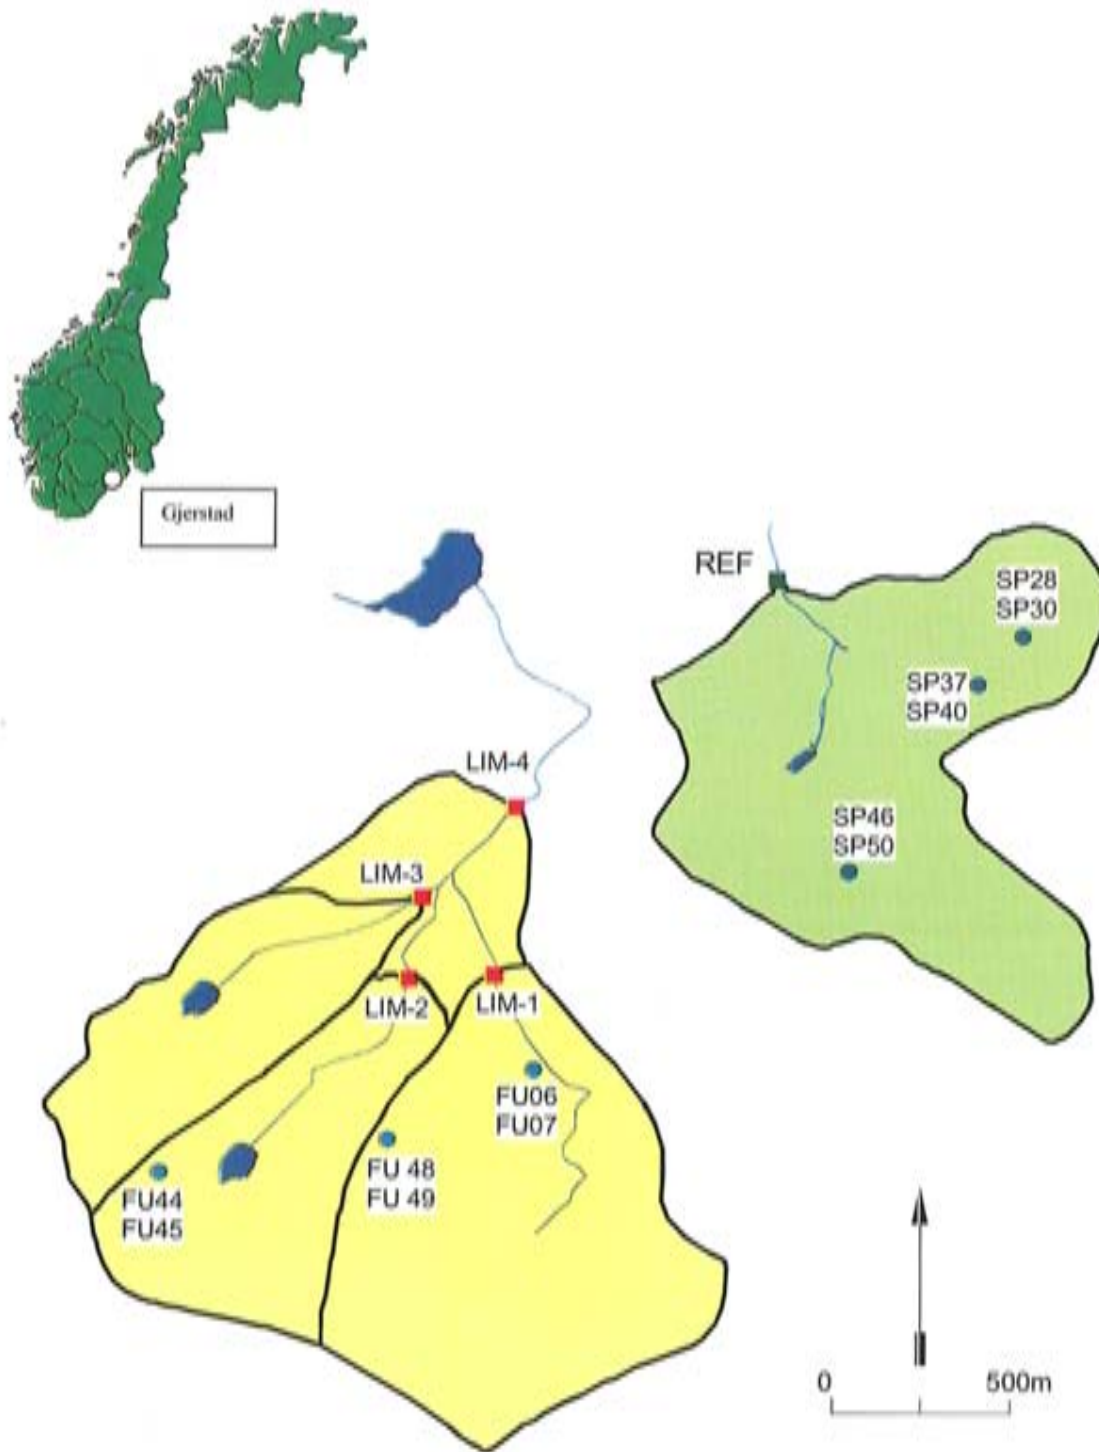 Gjerstad
REF
SP28
SP30
SP37
SP40
LIM-4
SP46
SP50
LIM-3
LIM-2
LIM-1
FU06
FU07
FU 48
FU 49
FU44
FU45
0 500m